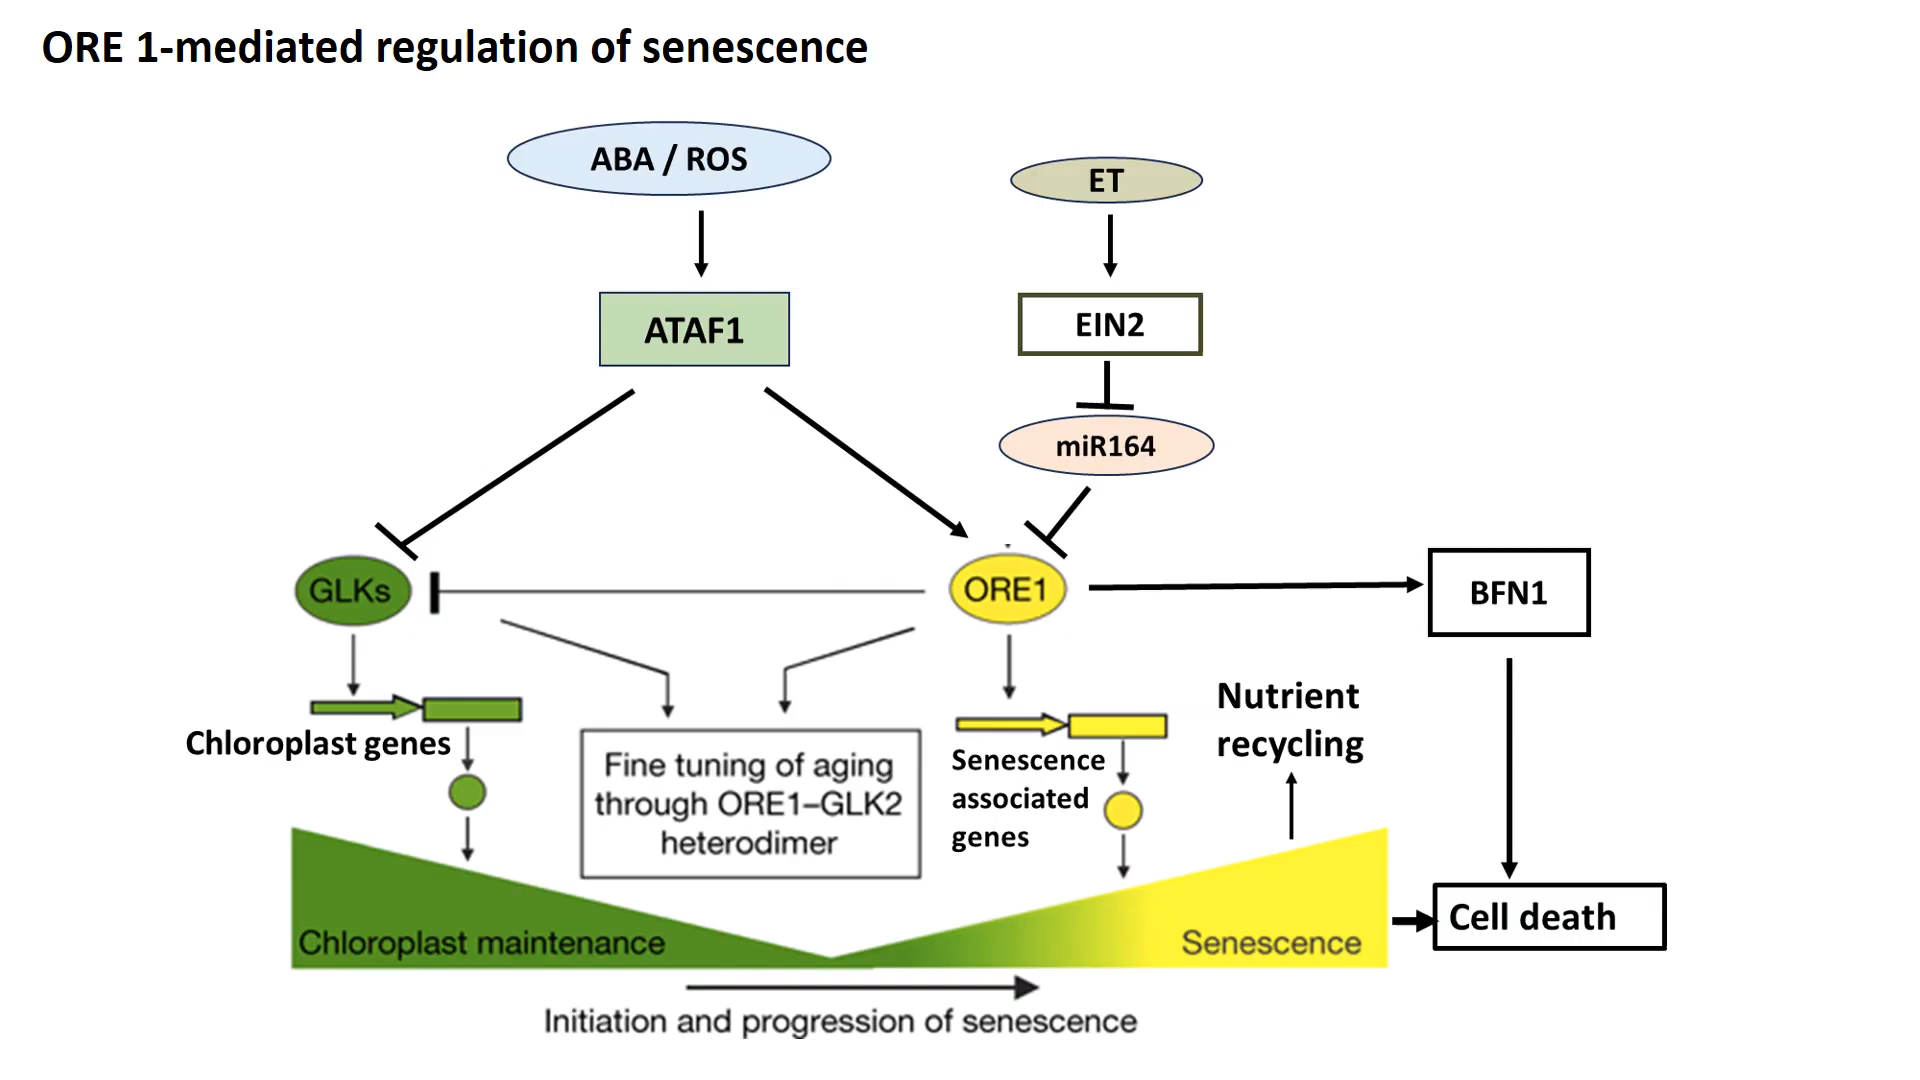 ORE 1-mediated regulation of senescence
ABA / ROS
ET
ATAF1
EIN2
miR164
GLKs
ORE1
BFN1
Chloroplast genes
Fine tuning of aging
through ORE1–GLK2
heterodimer
Senescence
associated
genes
Nutrient
recycling
Chloroplast maintenance
Senescence
Cell death
Initiation and progression of senescence